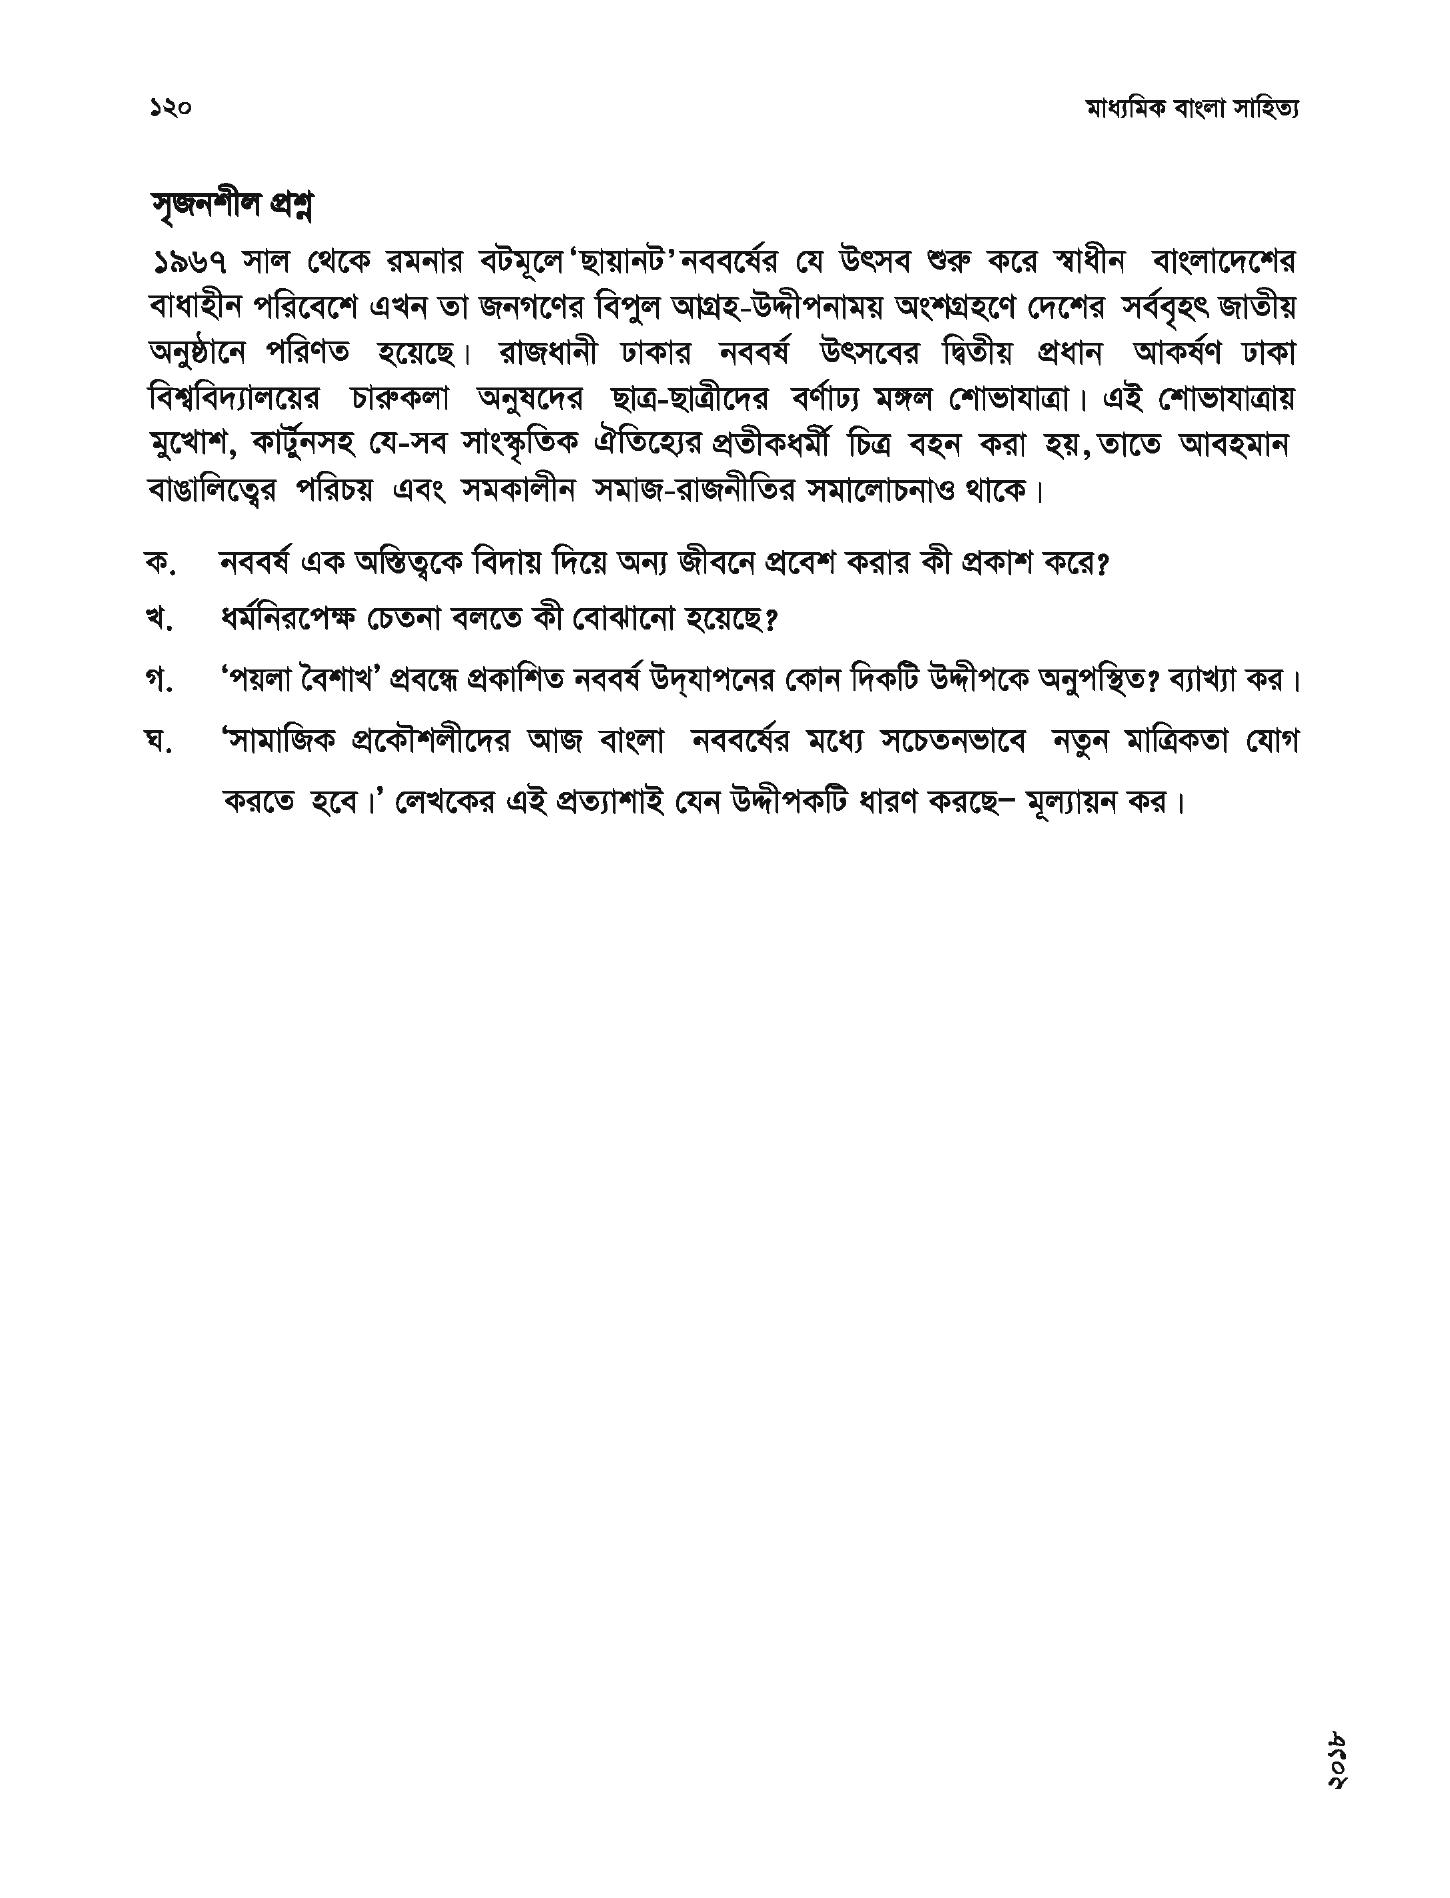 ১২০
মাধ্যমিক বাংলা সাহিত্য
সৃজনশীল প্রশ্ন
১৯৬৭ সাল থেকে রমনার বটমূলে ‘ছায়ানট’ নববর্ষের যে উৎসব শুরু করে স্বাধীন বাংলাদেশের
বাধাহীন পরিবেশে এখন তা জনগণের বিপুল আগ্রহ-উদ্দীপনাময় অংশগ্রহণে দেশের সর্ববৃহৎ জাতীয়
অনুষ্ঠানে পরিণত হয়েছে। রাজধানী ঢাকার নববর্ষ উৎসবের দ্বিতীয় প্রধান আকর্ষণ ঢাকা
বিশ্ববিদ্যালয়ের চারুকলা অনুষদের ছাত্র-ছাত্রীদের বর্ণাঢ্য মঙ্গল শোভাযাত্রা। এই শোভাযাত্রায়
মুখোশ, কার্টুনসহ যে-সব সাংস্কৃতিক ঐতিহ্যের প্রতীকধর্মী চিত্র বহন করা হয়, তাতে আবহমান
বাঙালিত্বের পরিচয় এবং সমকালীন সমাজ-রাজনীতির সমালোচনাও থাকে।
ক. নববর্ষ এক অস্তিত্বকে বিদায় দিয়ে অন্য জীবনে প্রবেশ করার কী প্রকাশ করে?
খ. ধর্মনিরপেক্ষ চেতনা বলতে কী বোঝানো হয়েছে?
গ. ‘পয়লা বৈশাখ’ প্রবন্ধে প্রকাশিত নববর্ষ উদ্‌যাপনের কোন দিকটি উদ্দীপকে অনুপস্থিত? ব্যাখ্যা কর।
ঘ. ‘সামাজিক প্রকৌশলীদের আজ বাংলা নববর্ষের মধ্যে সচেতনভাবে নতুন মাত্রিকতা যোগ
করতে হবে।’ লেখকের এই প্রত্যাশাই যেন উদ্দীপকটি ধারণ করছে– মূল্যায়ন কর।
২০১৮